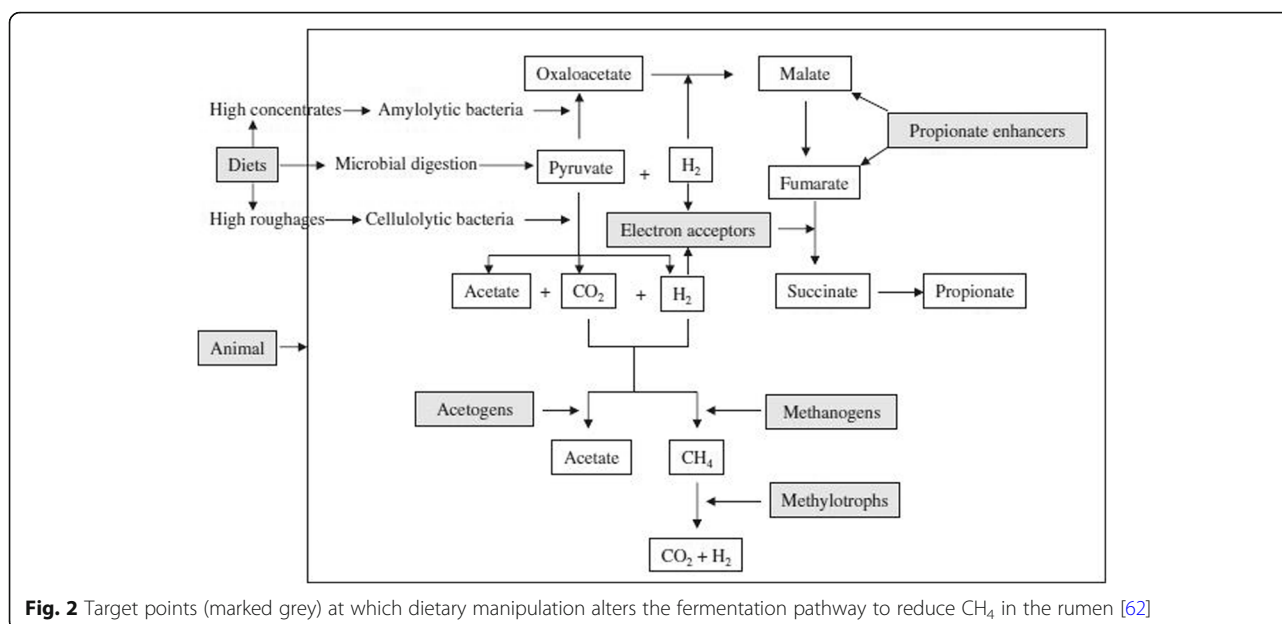 Oxaloacetate
Malate
High concentrates
Amylolytic bacteria
Propionate enhancers
Diets
Microbial digestion
Pyruvate
+
H₂
Fumarate
High roughages
Cellulolytic bacteria
Electron acceptors
Acetate + CO₂ + H₂
Succinate
Propionate
Animal
Acetogens
Methanogens
Acetate
CH₄
Methylotrophs
CO₂ + H₂
Fig. 2 Target points (marked grey) at which dietary manipulation alters the fermentation pathway to reduce CH₄ in the rumen [62]